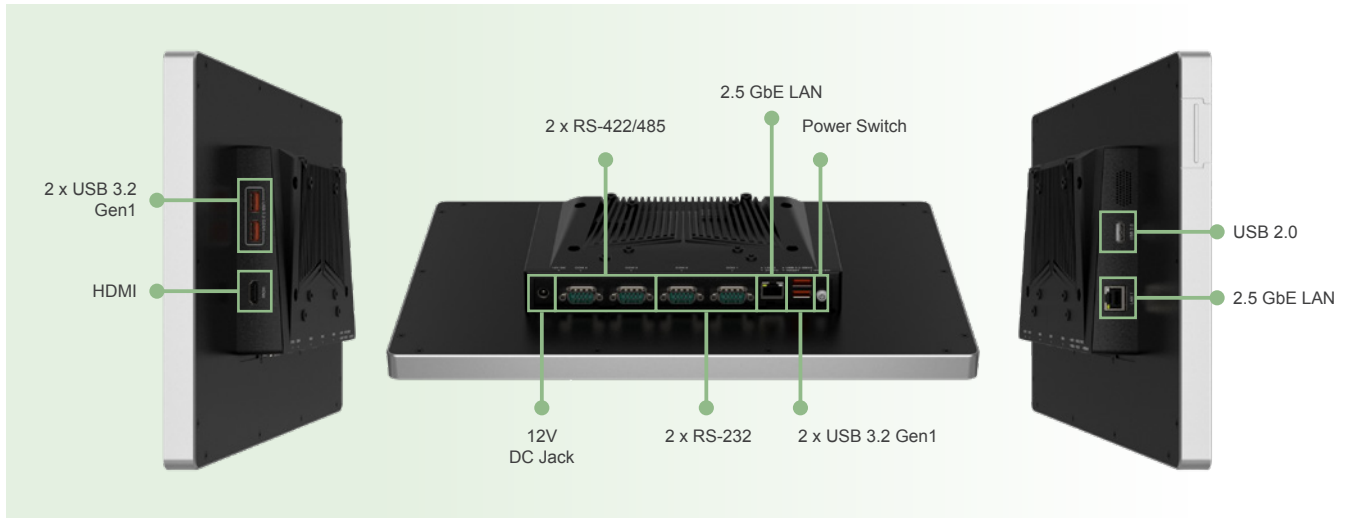 2.5 GbE LAN
2 x RS-422/485
Power Switch
2 x USB 3.2
Gen1
HDMI
USB 2.0
2.5 GbE LAN
12V
DC Jack
2 x RS-232
2 x USB 3.2 Gen1